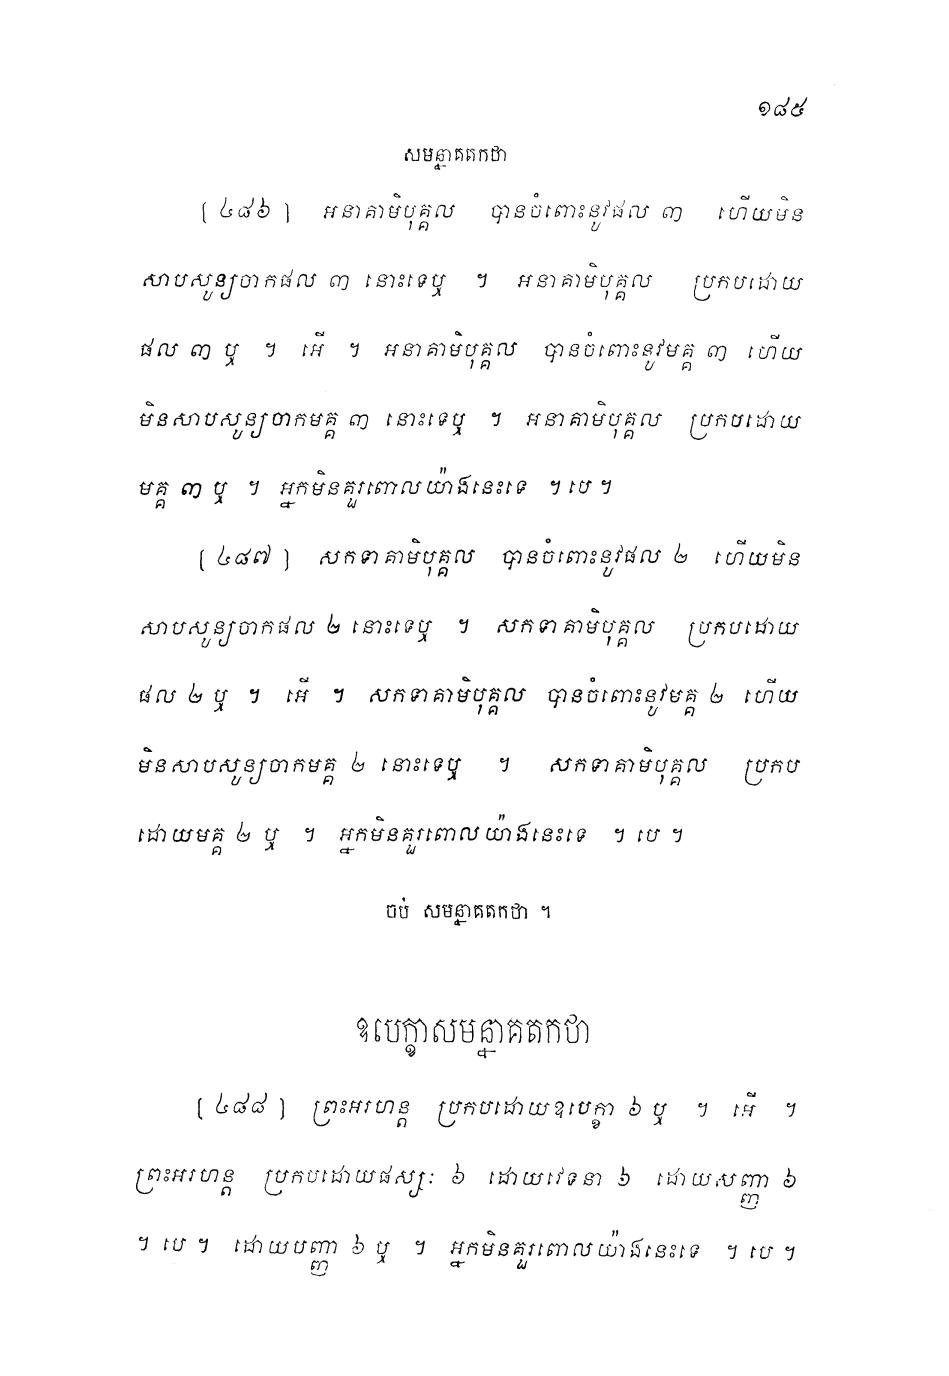 ១៨៥
សមន្នាគតកថា
[ ៤៨៦ ] អនាគាមិបុគ្គល បានចំពោះនូវផល ៣ ហើយមិន
សាបសូន្យចាកផល ៣ នោះទេឬ ។ អនាគាមិបុគ្គល ប្រកបដោយ
ផល ៣ ឬ ។ អើ ។ អនាគាមិបុគ្គល បានចំពោះនូវមគ្គ ៣ ហើយ
មិនសាបសូន្យចាកមគ្គ ៣ នោះទេឬ ។ អនាគាមិបុគ្គល ប្រកបដោយ
មគ្គ ៣ ឬ ។ អ្នកមិនគួរពោលយ៉ាងនេះទេ ។ បេ ។
[ ៤៨៧ ] សកទាគាមិបុគ្គល បានចំពោះនូវផល ២ ហើយមិន
សាបសូន្យចាកផល ២ នោះទេឬ ។ សកទាគាមិបុគ្គល ប្រកបដោយ
ផល ២ ឬ ។ អើ ។ សកទាគាមិបុគ្គល បានចំពោះនូវមគ្គ ២ ហើយ
មិនសាបសូន្យចាកមគ្គ ២ នោះទេឬ ។ សកទាគាមិបុគ្គល ប្រកប
ដោយមគ្គ ២ ឬ ។ អ្នកមិនគួរពោលយ៉ាងនេះទេ ។ បេ ។
ចប់ សមន្នាគតកថា ។
ឧបេក្ខាសមន្នាគតកថា
[ ៤៨៨ ] ព្រះអរហន្ត ប្រកបដោយឧបេក្ខា ៦ ឬ ។ អើ ។
ព្រះអរហន្ត ប្រកបដោយផស្សៈ ៦ ដោយវេទនា ៦ ដោយសញ្ញា ៦
។ បេ ។ ដោយបញ្ញា ៦ ឬ ។ អ្នកមិនគួរពោលយ៉ាងនេះទេ ។ បេ ។